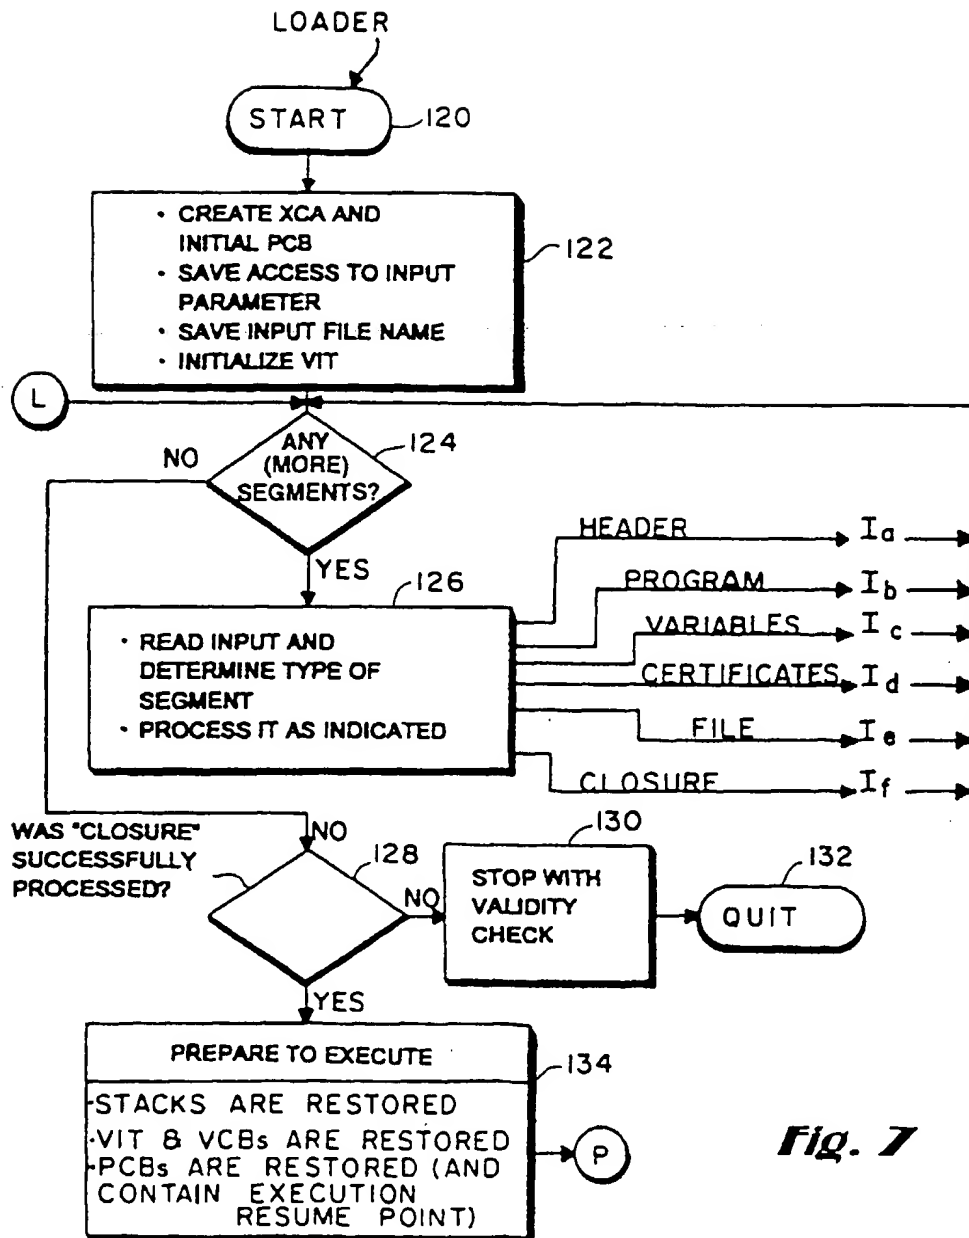 LOADER
START
120
• CREATE XCA AND
INITIAL PCB
• SAVE ACCESS TO INPUT
PARAMETER
• SAVE INPUT FILE NAME
• INITIALIZE VIT
122
L
ANY
(MORE)
SEGMENTS?
124
NO
YES
126
• READ INPUT AND
DETERMINE TYPE OF
SEGMENT
• PROCESS IT AS INDICATED
HEADER Ia
PROGRAM Ib
VARIABLES Ic
CERTIFICATES Id
FILE Ie
CLOSURE If
WAS "CLOSURE"
SUCCESSFULLY
PROCESSED?
NO
128
NO
130
STOP WITH
VALIDITY
CHECK
132
QUIT
YES
PREPARE TO EXECUTE
134
•STACKS ARE RESTORED
•VIT & VCBs ARE RESTORED
•PCBs ARE RESTORED (AND
CONTAIN EXECUTION
RESUME POINT)
P
Fig. 7